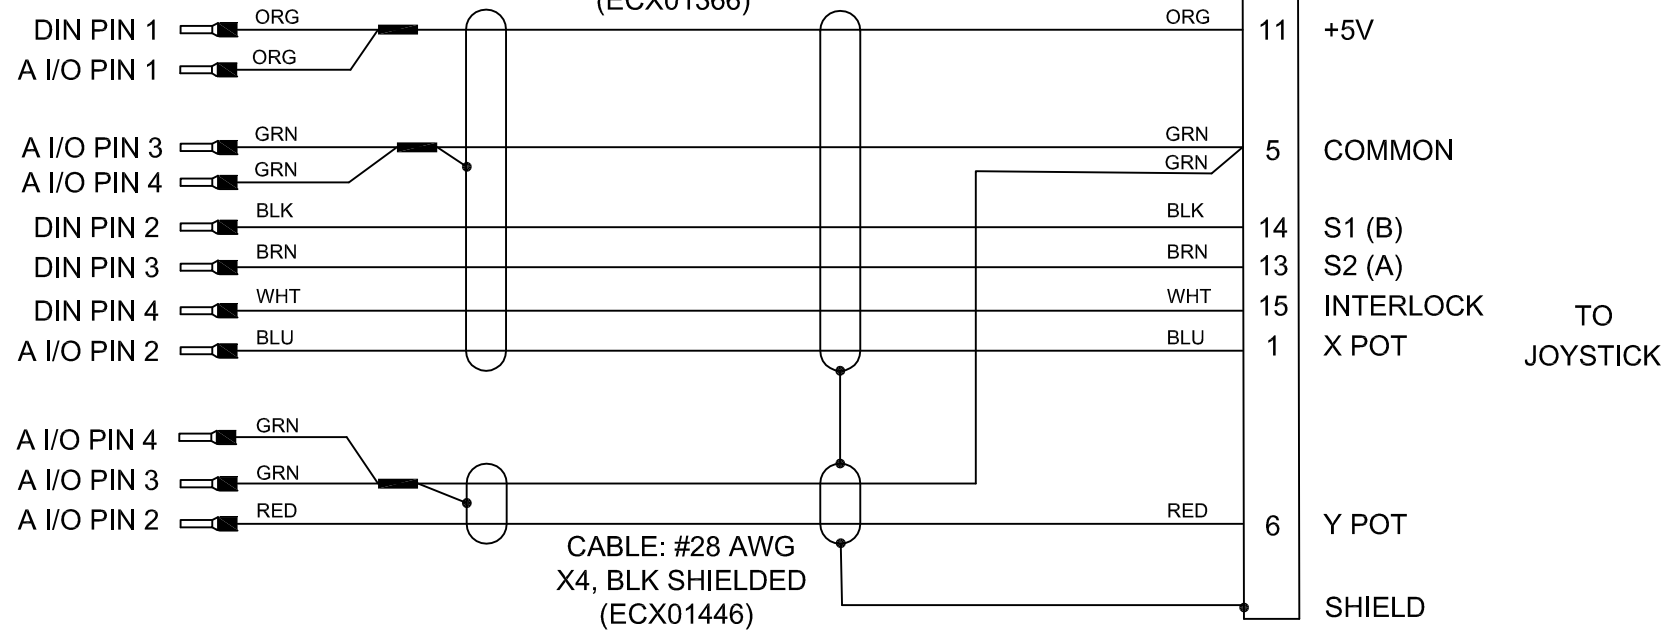 (ECX01366)
DIN PIN 1 ORG ORG 11 +5V
A I/O PIN 1 ORG
A I/O PIN 3 GRN GRN 5 COMMON
A I/O PIN 4 GRN GRN
DIN PIN 2 BLK BLK 14 S1 (B)
DIN PIN 3 BRN BRN 13 S2 (A)
DIN PIN 4 WHT WHT 15 INTERLOCK
A I/O PIN 2 BLU BLU 1 X POT
TO
JOYSTICK
A I/O PIN 4 GRN
A I/O PIN 3 GRN
A I/O PIN 2 RED RED 6 Y POT
CABLE: #28 AWG
X4, BLK SHIELDED
(ECX01446)
SHIELD